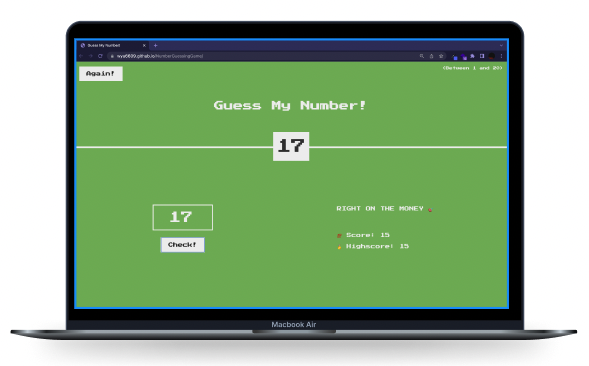 Guess My Number!
Again!
(Between 1 and 20)
Guess My Number!
17
17
Check!
RIGHT ON THE MONEY
Score: 15
Highscore: 15
Macbook Air